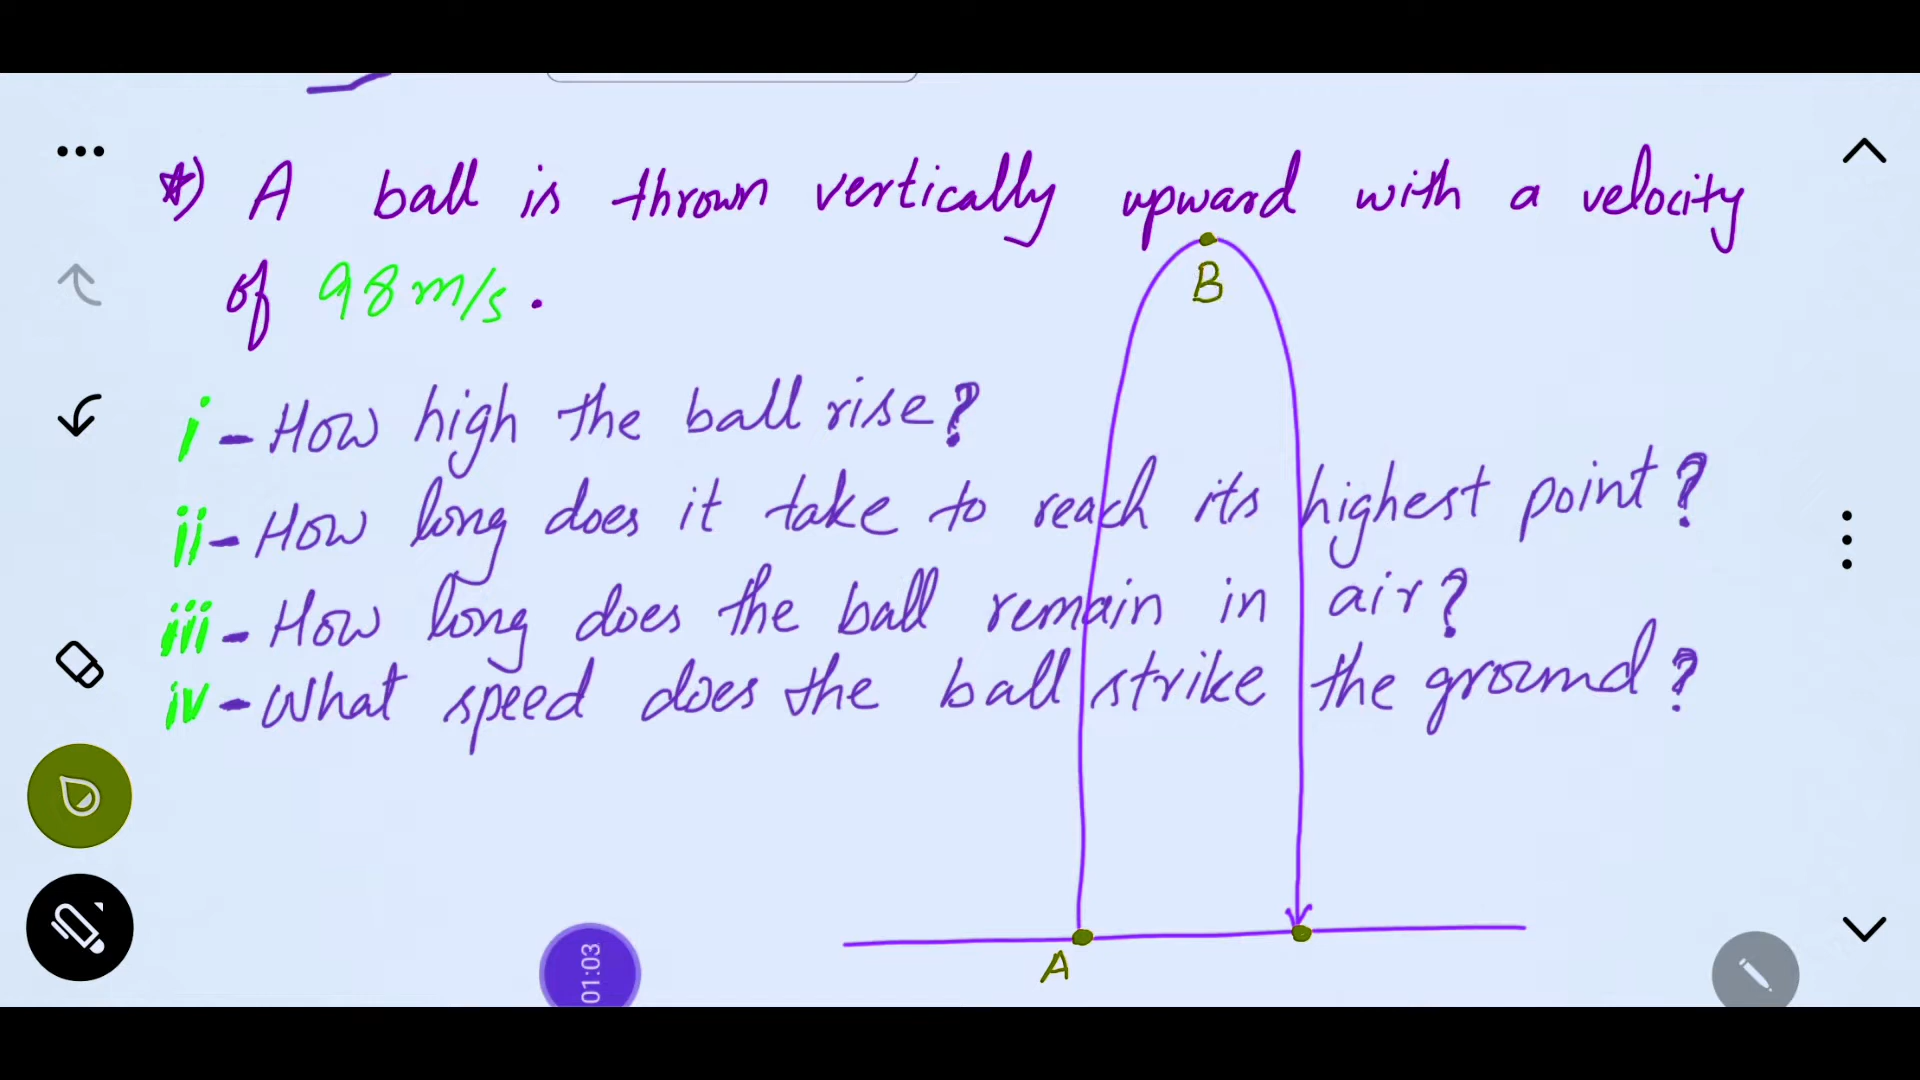 *) A ball is thrown vertically upward with a velocity
of 98 m/s.
B
i - How high the ball rise?
ii - How long does it take to reach its highest point?
iii - How long does the ball remain in air?
iv - What speed does the ball strike the ground?
A
01:03